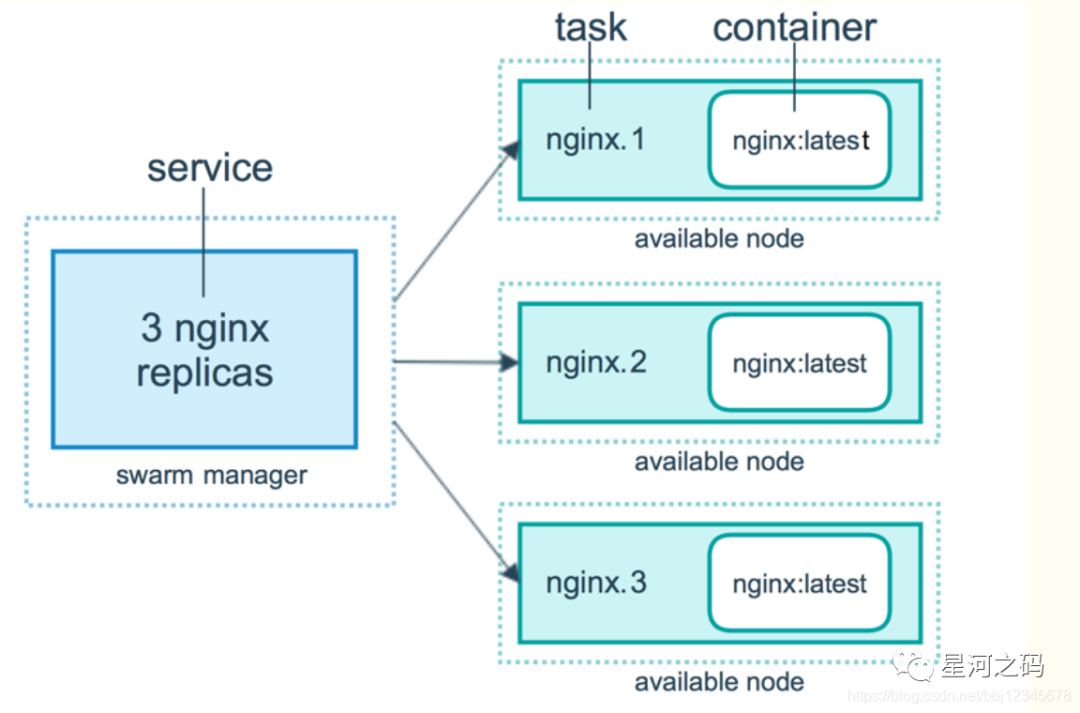 task
container
service
nginx.1
nginx:latest
available node
3 nginx
replicas
swarm manager
nginx.2
nginx:latest
available node
nginx.3
nginx:latest
available node
星河之码
https://blog.csdn.net/bbj12345678